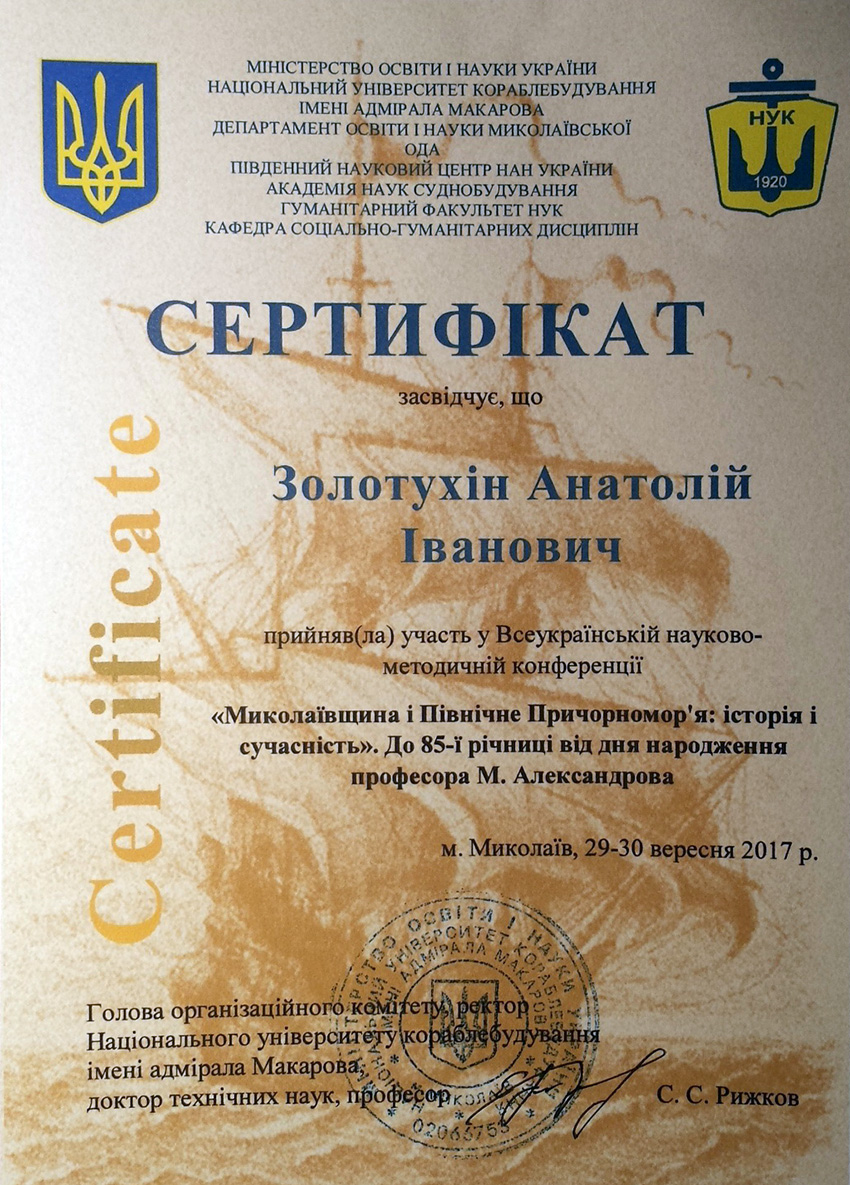 МІНІСТЕРСТВО ОСВІТИ І НАУКИ УКРАЇНИ
НАЦІОНАЛЬНИЙ УНІВЕРСИТЕТ КОРАБЛЕБУДУВАННЯ
ІМЕНІ АДМІРАЛА МАКАРОВА
ДЕПАРТАМЕНТ ОСВІТИ І НАУКИ МИКОЛАЇВСЬКОЇ
ОДА
ПІВДЕННИЙ НАУКОВИЙ ЦЕНТР НАН УКРАЇНИ
АКАДЕМІЯ НАУК СУДНОБУДУВАННЯ
ГУМАНІТАРНИЙ ФАКУЛЬТЕТ НУК
КАФЕДРА СОЦІАЛЬНО-ГУМАНІТАРНИХ ДИСЦИПЛІН
НУК
1920
СЕРТИФІКАТ
засвідчує, що
Certificate
Золотухін Анатолій
Іванович
прийняв(ла) участь у Всеукраїнській науково-
методичній конференції
«Миколаївщина і Північне Причорномор'я: історія і
сучасність». До 85-ї річниці від дня народження
професора М. Александрова
м. Миколаїв, 29-30 вересня 2017 р.
Голова організаційного комітету, ректор
Національного університету кораблебудування
імені адмірала Макарова,
доктор технічних наук, професор
С. С. Рижков
МІНІСТЕРСТВО ОСВІТИ І НАУКИ УКРАЇНИ
НАЦІОНАЛЬНИЙ УНІВЕРСИТЕТ КОРАБЛЕБУДУВАННЯ
ІМЕНІ АДМІРАЛА МАКАРОВА
02066753